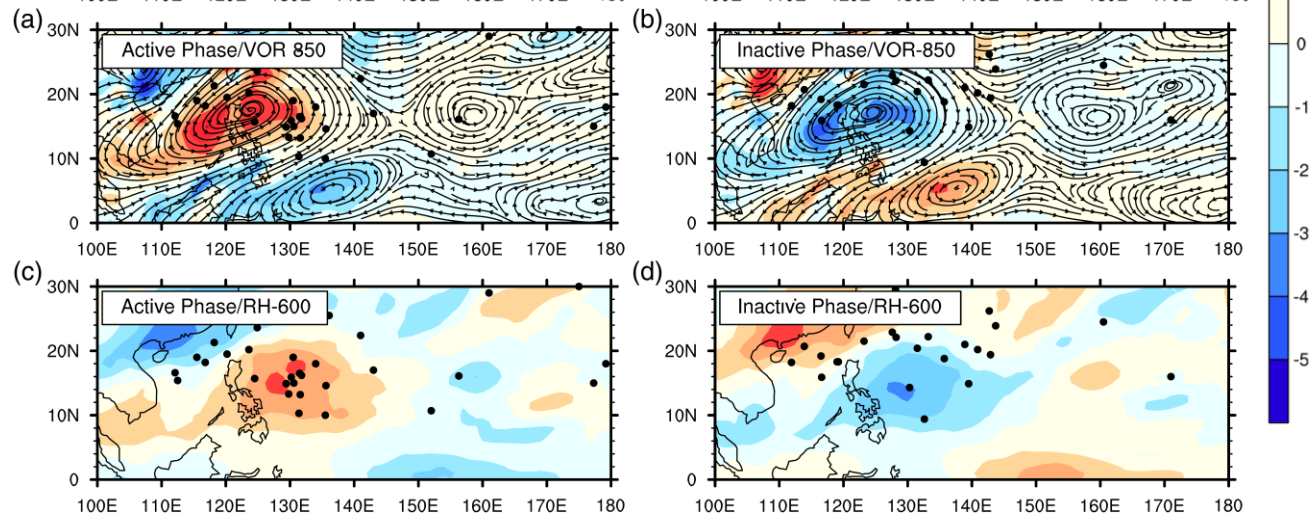 (a) (b)
30N 30N 0
Active Phase/VOR 850 Inactive Phase/VOR-850
20N 20N -1
10N 10N -2
0 0
100E 110E 120E 130E 140E 150E 160E 170E 180 100E 110E 120E 130E 140E 150E 160E 170E 180 -3
(c) (d)
30N 30N
Active Phase/RH-600 Inactive Phase/RH-600 -4
20N 20N -5
10N 10N
0 0
100E 110E 120E 130E 140E 150E 160E 170E 180 100E 110E 120E 130E 140E 150E 160E 170E 180